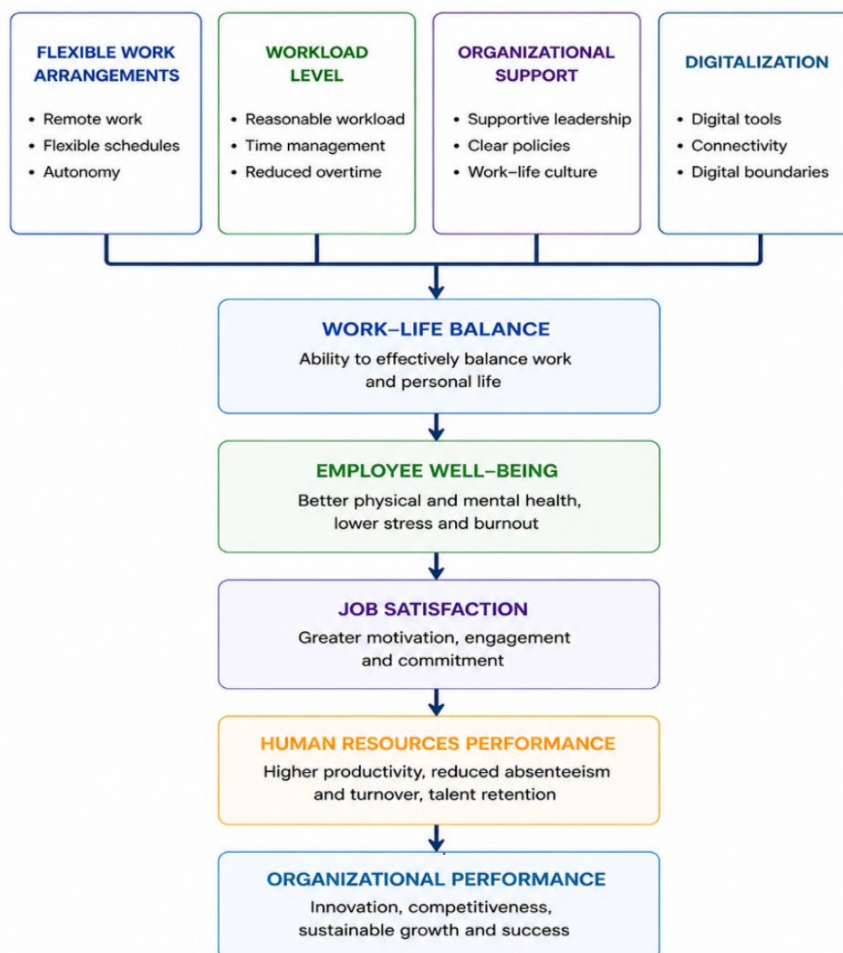 FLEXIBLE WORK
ARRANGEMENTS
• Remote work
• Flexible schedules
• Autonomy
WORKLOAD
LEVEL
• Reasonable workload
• Time management
• Reduced overtime
ORGANIZATIONAL
SUPPORT
• Supportive leadership
• Clear policies
• Work–life culture
DIGITALIZATION
• Digital tools
• Connectivity
• Digital boundaries
WORK–LIFE BALANCE
Ability to effectively balance work
and personal life
EMPLOYEE WELL–BEING
Better physical and mental health,
lower stress and burnout
JOB SATISFACTION
Greater motivation, engagement
and commitment
HUMAN RESOURCES PERFORMANCE
Higher productivity, reduced absenteeism
and turnover, talent retention
ORGANIZATIONAL PERFORMANCE
Innovation, competitiveness,
sustainable growth and success